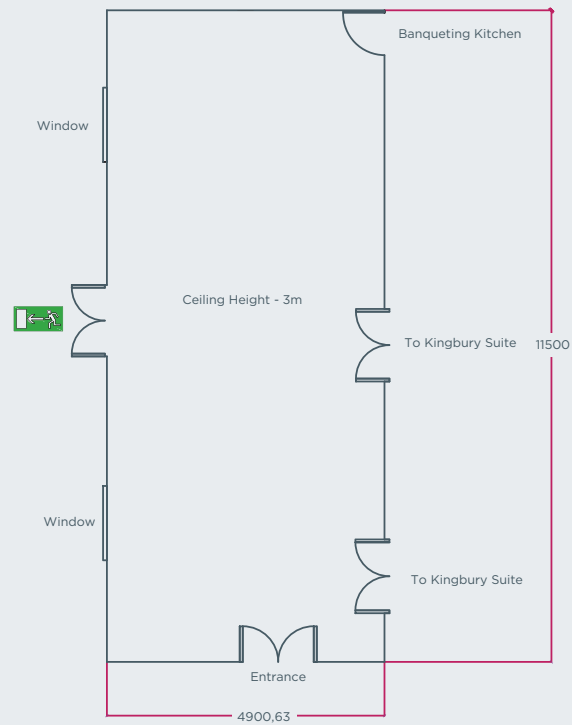 Banqueting Kitchen
Window
Ceiling Height - 3m
To Kingbury Suite
11500
Window
To Kingbury Suite
Entrance
4900,63